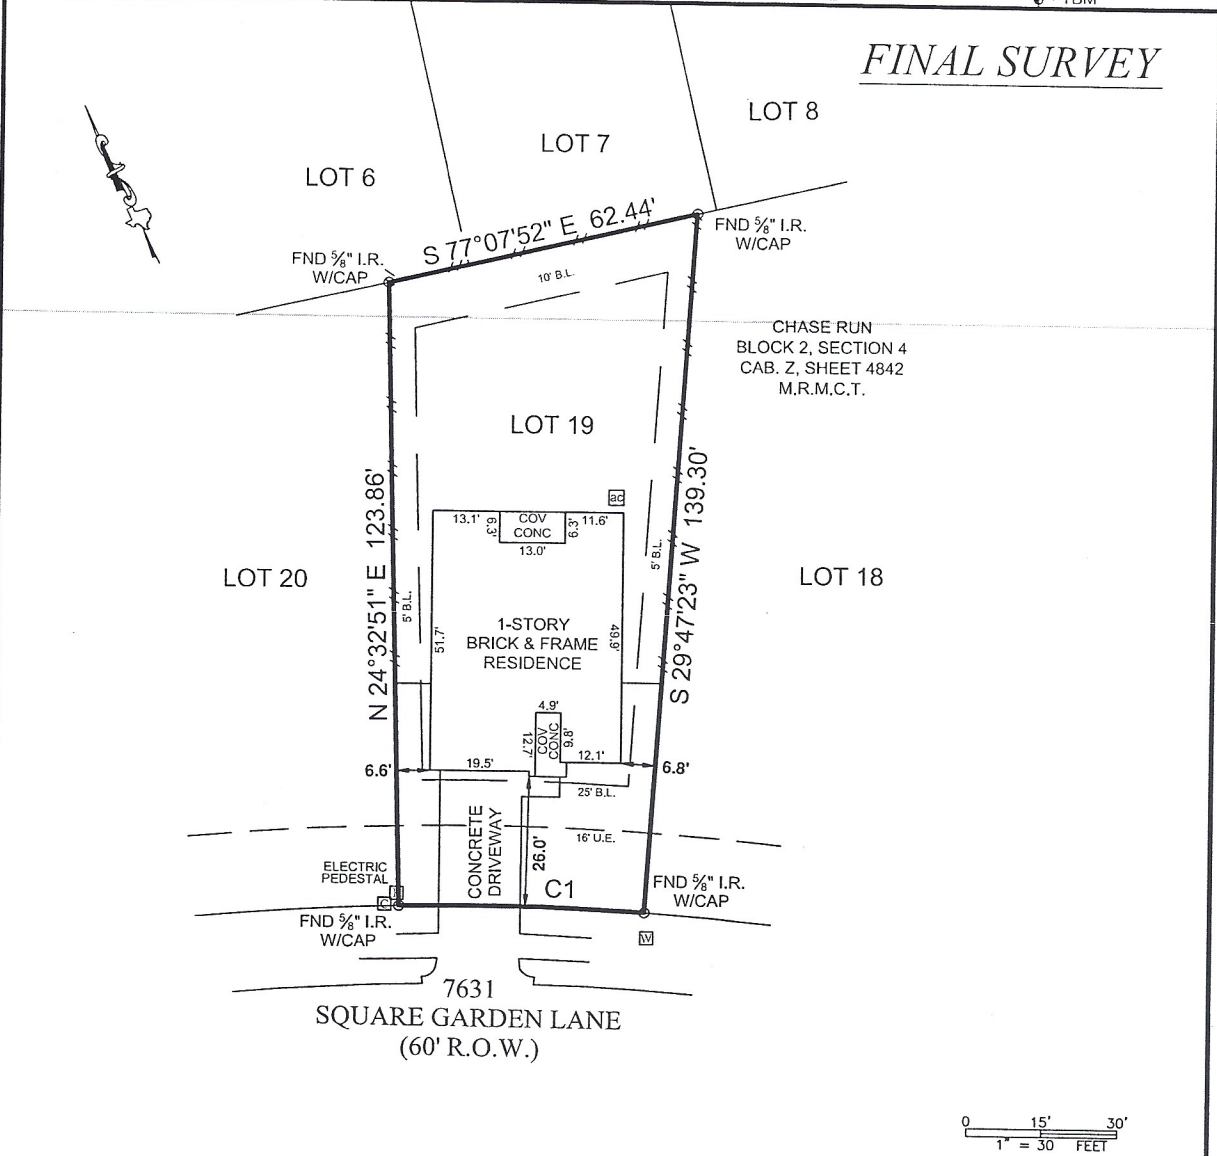 TBM
FINAL SURVEY
LOT 8
LOT 7
LOT 6
S 77°07'52" E 62.44'
FND 5/8" I.R.
W/CAP
FND 5/8" I.R.
W/CAP
10' B.L.
CHASE RUN
BLOCK 2, SECTION 4
CAB. Z, SHEET 4842
M.R.M.C.T.
LOT 19
N 24°32'51" E 123.86'
S 29°47'23" W 139.30'
ac
13.1'
6.3'
COV
CONC
6.3'
11.6'
13.0'
5' B.L.
LOT 20
LOT 18
5' B.L.
1-STORY
BRICK & FRAME
RESIDENCE
51.7'
49.9'
4.9'
12.7'
COV
CONC
9.8'
12.1'
19.5'
6.6'
6.8'
25' B.L.
CONCRETE
DRIVEWAY
26.0'
16' U.E.
ELECTRIC
PEDESTAL
C
C1
FND 5/8" I.R.
W/CAP
FND 5/8" I.R.
W/CAP
W
7631
SQUARE GARDEN LANE
(60' R.O.W.)
0 15' 30'
1" = 30 FEET